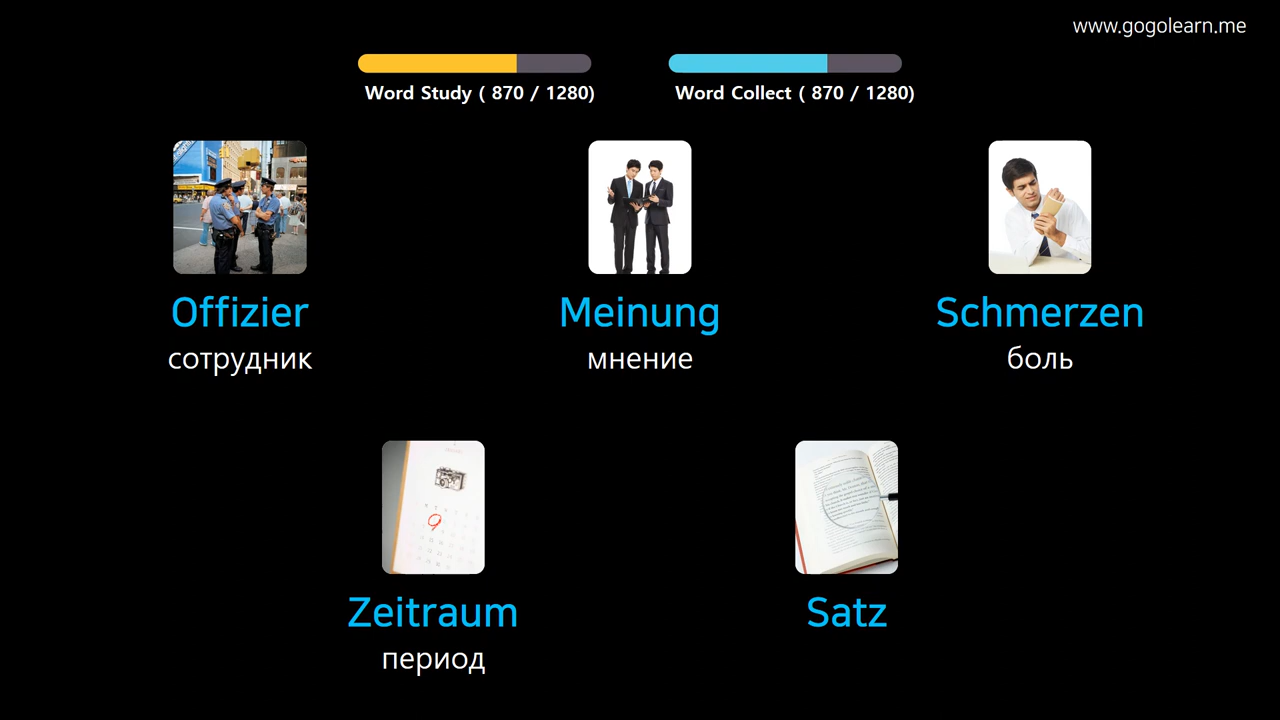 www.gogolearn.me
Word Study ( 870 / 1280)
Word Collect ( 870 / 1280)
Offizier
сотрудник
Meinung
мнение
Schmerzen
боль
Zeitraum
период
Satz